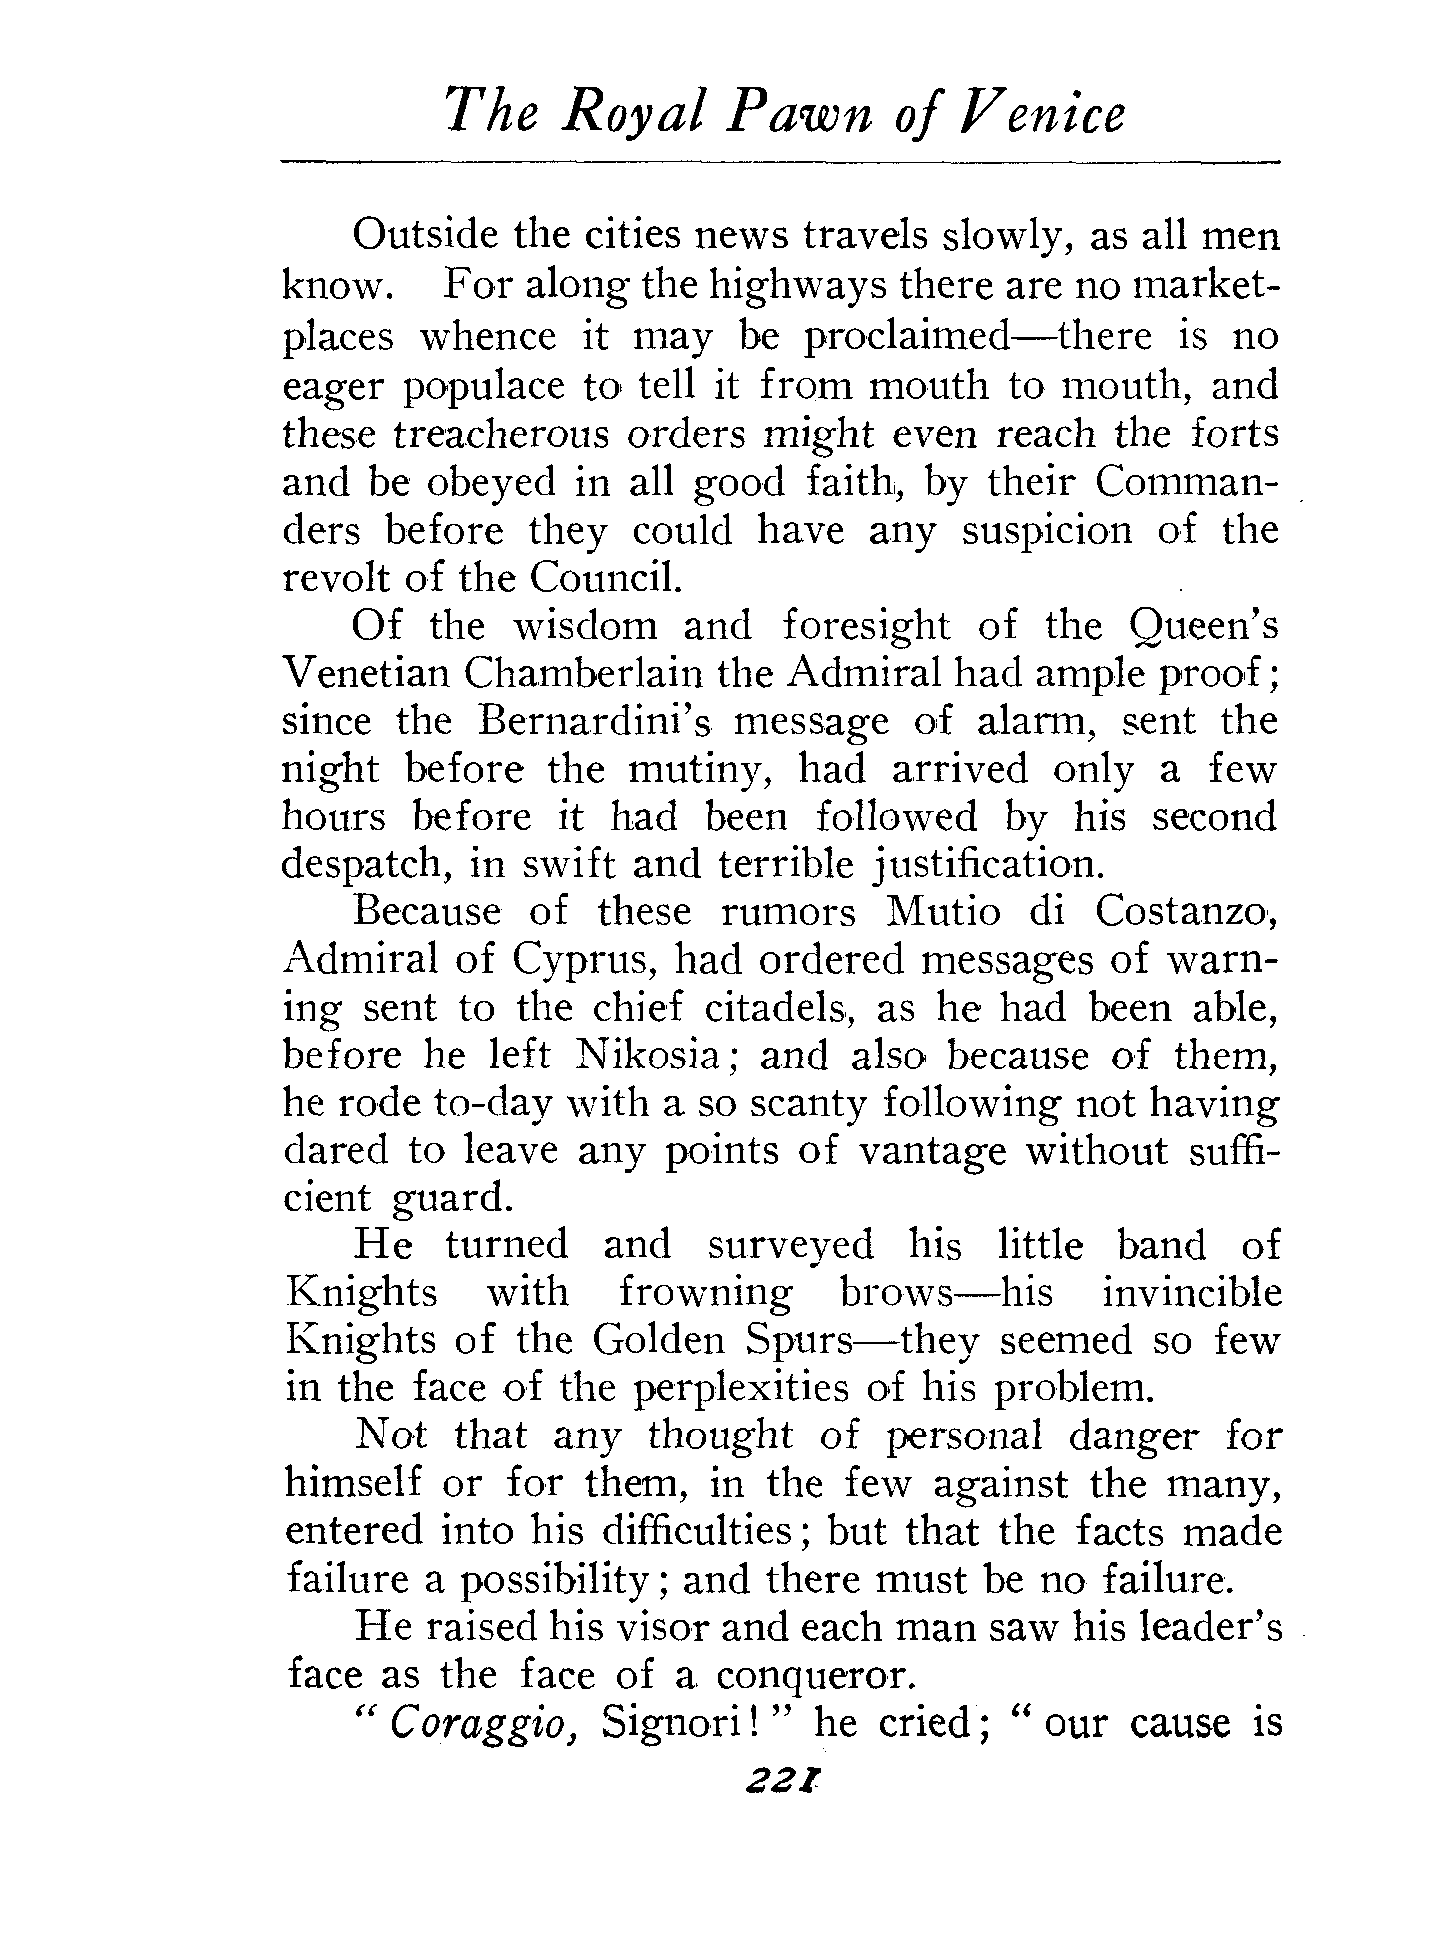 The Royal Pawn of Venice
Outside the cities news travels slowly, as all men
know. For along the highways there are no market-
places whence it may be proclaimed—there is no
eager populace to tell it from mouth to mouth, and
these treacherous orders might even reach the forts
and be obeyed in all good faith, by their Comman-
ders before they could have any suspicion of the
revolt of the Council.
Of the wisdom and foresight of the Queen's
Venetian Chamberlain the Admiral had ample proof;
since the Bernardini's message of alarm, sent the
night before the mutiny, had arrived only a few
hours before it had been followed by his second
despatch, in swift and terrible justification.
Because of these rumors Mutio di Costanzo,
Admiral of Cyprus, had ordered messages of warn-
ing sent to the chief citadels, as he had been able,
before he left Nikosia; and also because of them,
he rode to-day with a so scanty following not having
dared to leave any points of vantage without suffi-
cient guard.
He turned and surveyed his little band of
Knights with frowning brows—his invincible
Knights of the Golden Spurs—they seemed so few
in the face of the perplexities of his problem.
Not that any thought of personal danger for
himself or for them, in the few against the many,
entered into his difficulties; but that the facts made
failure a possibility; and there must be no failure.
He raised his visor and each man saw his leader's
face as the face of a conqueror.
"Coraggio, Signori!" he cried; "our cause is
221